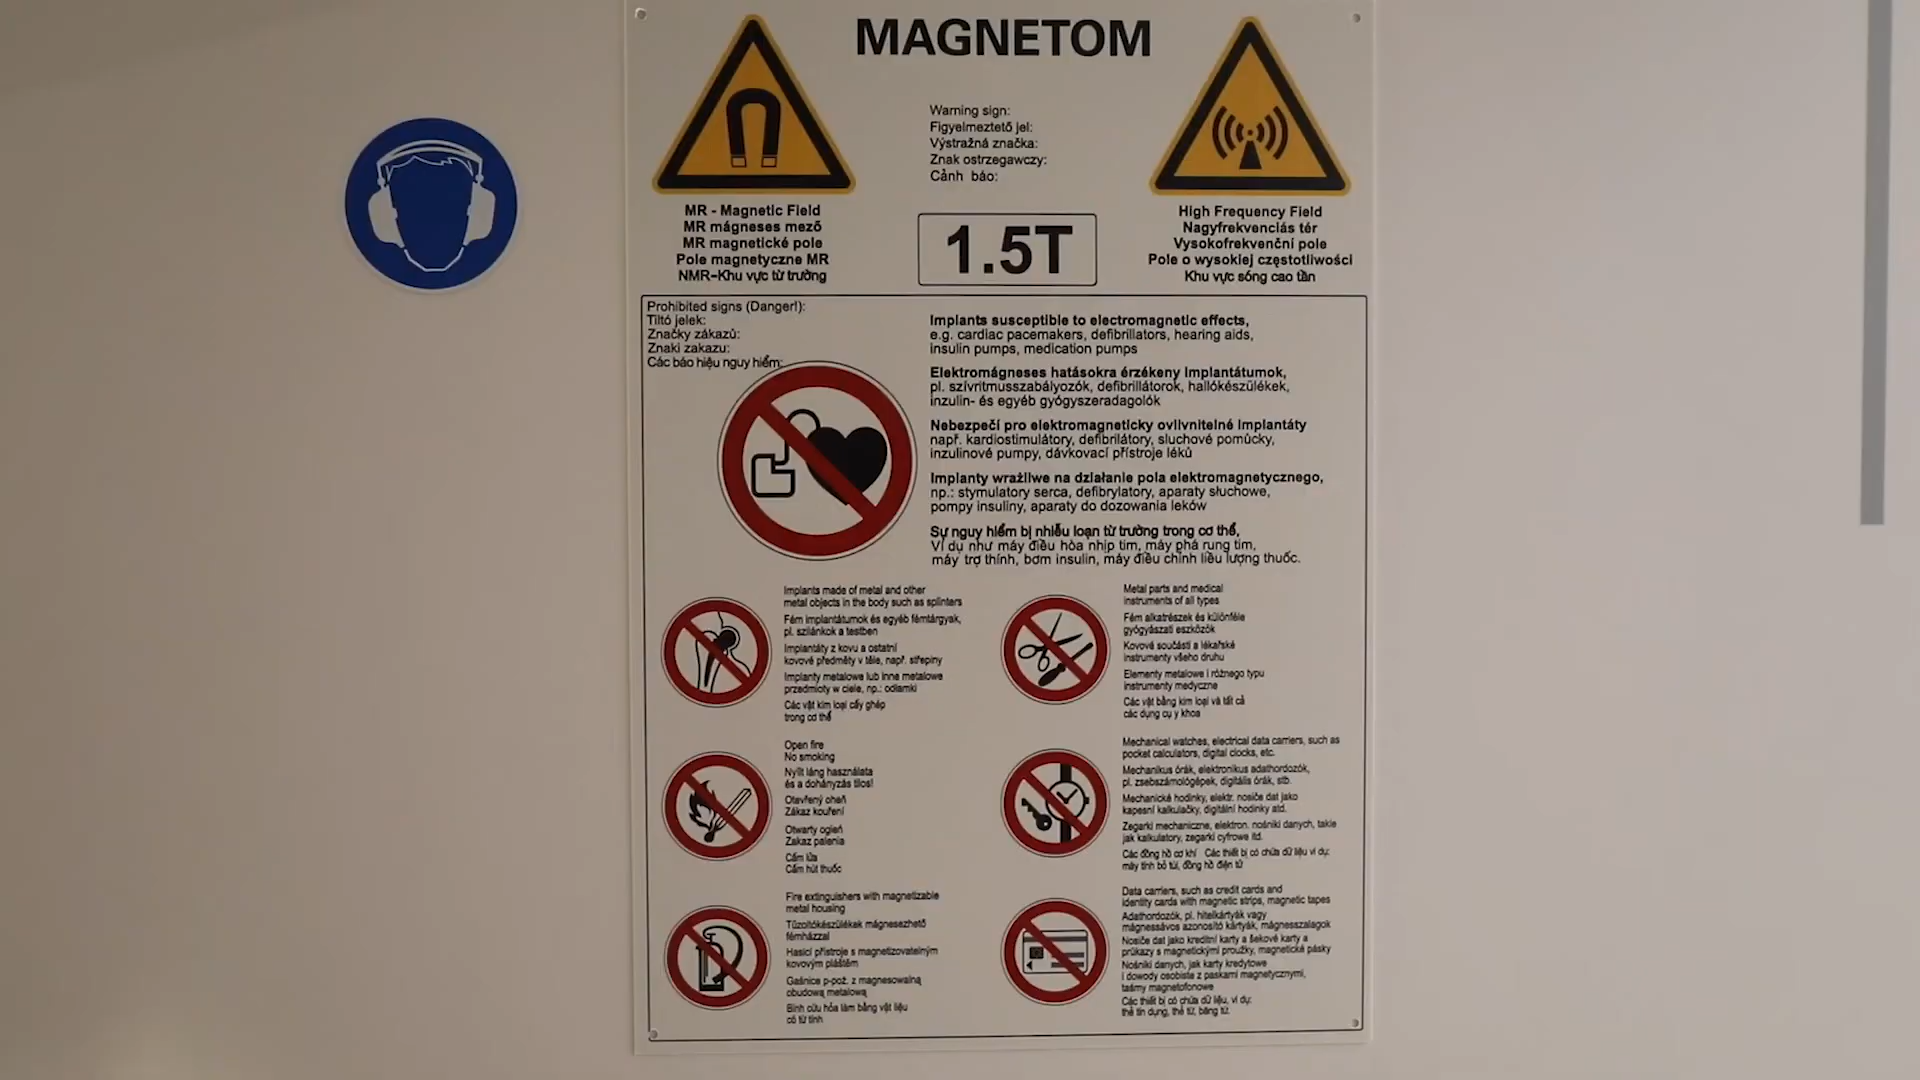 MAGNETOM
Warning sign:
Figyelmeztető jel:
Výstražná značka:
Znak ostrzegawczy:
Cảnh báo:
MR - Magnetic Field
MR mágneses mező
MR magnetické pole
Pole magnetyczne MR
NMR-Khu vực từ trường
1.5T
High Frequency Field
Nagyfrekvenciás tér
Vysokofrekvenční pole
Pole o wysokiej częstotliwości
Khu vực sóng cao tần
Prohibited signs (Danger!):
Tiltó jelek:
Značky zákazů:
Znaki zakazu:
Các báo hiệu nguy hiểm:
Implants susceptible to electromagnetic effects,
e.g. cardiac pacemakers, defibrillators, hearing aids,
insulin pumps, medication pumps
Elektromágneses hatásokra érzékeny implantátumok,
pl. szívritmusszabályozók, defibrillátorok, hallókészülékek,
inzulin- és egyéb gyógyszeradagolók
Nebezpečí pro elektromagneticky ovlivnitelné implantáty
např. kardiostimulátory, defibrilátory, sluchové pomůcky,
inzulinové pumpy, dávkovací přístroje léků
Implanty wrażliwe na działanie pola elektromagnetycznego,
np.: stymulatory serca, defibrylatory, aparaty słuchowe,
pompy insuliny, aparaty do dozowania leków
Sự nguy hiểm bị nhiễu loạn từ trường trong cơ thể,
Ví dụ như máy điều hòa nhịp tim, máy phá rung tim,
máy trợ thính, bơm insulin, máy điều chỉnh liều lượng thuốc.
Implants made of metal and other
metal objects in the body such as splinters
Fém implantátumok és egyéb fémtárgyak,
pl. szilánkok a testben
Implantáty z kovu a ostatní
kovové předměty v těle, např. střepiny
Implanty metalowe lub inne metalowe
przedmioty w ciele, np.: odłamki
Các vật kim loại cấy ghép
trong cơ thể
Metal parts and medical
instruments of all types
Fém alkatrészek és különféle
gyógyászati eszközök
Kovové součásti a lékařské
instrumenty všeho druhu
Elementy metalowe i różnego typu
instrumenty medyczne
Các vật bằng kim loại và tất cả
các dụng cụ y khoa
Open fire
No smoking
Nyílt láng használata
és a dohányzás tilos!
Otevřený oheň
Zákaz kouření
Otwarty ogień
Zakaz palenia
Cấm lửa
Cấm hút thuốc
Mechanical watches, electrical data carriers, such as
pocket calculators, digital clocks, etc.
Mechanikus órák, elektronikus adathordozók,
pl. zsebszámológépek, digitális órák, stb.
Mechanické hodinky, elektr. nosiče dat jako
kapesní kalkulačky, digitální hodinky atd.
Zegarki mechaniczne, elektron. nośniki danych, takie
jak kalkulatory, zegarki cyfrowe itd.
Các đồng hồ cơ khí Các thiết bị có chứa dữ liệu ví dụ:
máy tính bỏ túi, đồng hồ điện tử
Fire extinguishers with magnetizable
metal housing
Tűzoltókészülékek mágnesezhető
fémházzal
Hasicí přístroje s magnetizovatelným
kovovým pláštěm
Gaśnice p-poż. z magnesowalną
obudową metalową
Bình cứu hỏa làm bằng vật liệu
có từ tính
Data carriers, such as credit cards and
identity cards with magnetic strips, magnetic tapes
Adathordozók, pl. hitelkártyák vagy
mágnessávos azonosító kártyák, mágnesszalagok
Nosiče dat jako kreditní karty a šekové karty a
průkazy s magnetickými proužky, magnetické pásky
Nośniki danych, jak karty kredytowe
i dowody osobiste z paskami magnetycznymi,
taśmy magnetofonowe
Các thiết bị có chứa dữ liệu, ví dụ:
thẻ tín dụng, thẻ từ, băng từ.